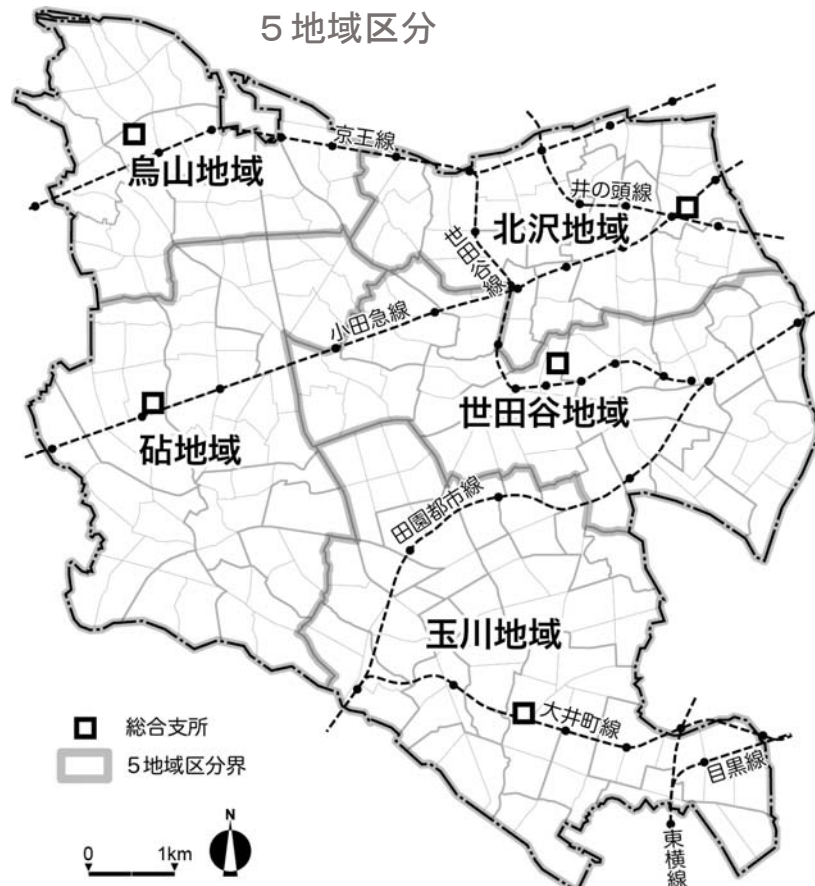 5地域区分
京王線
烏山地域
井の頭線
北沢地域
世田谷線
小田急線
世田谷地域
砧地域
田園都市線
玉川地域
大井町線
目黒線
東横線
総合支所
5地域区分界
N
0 1km